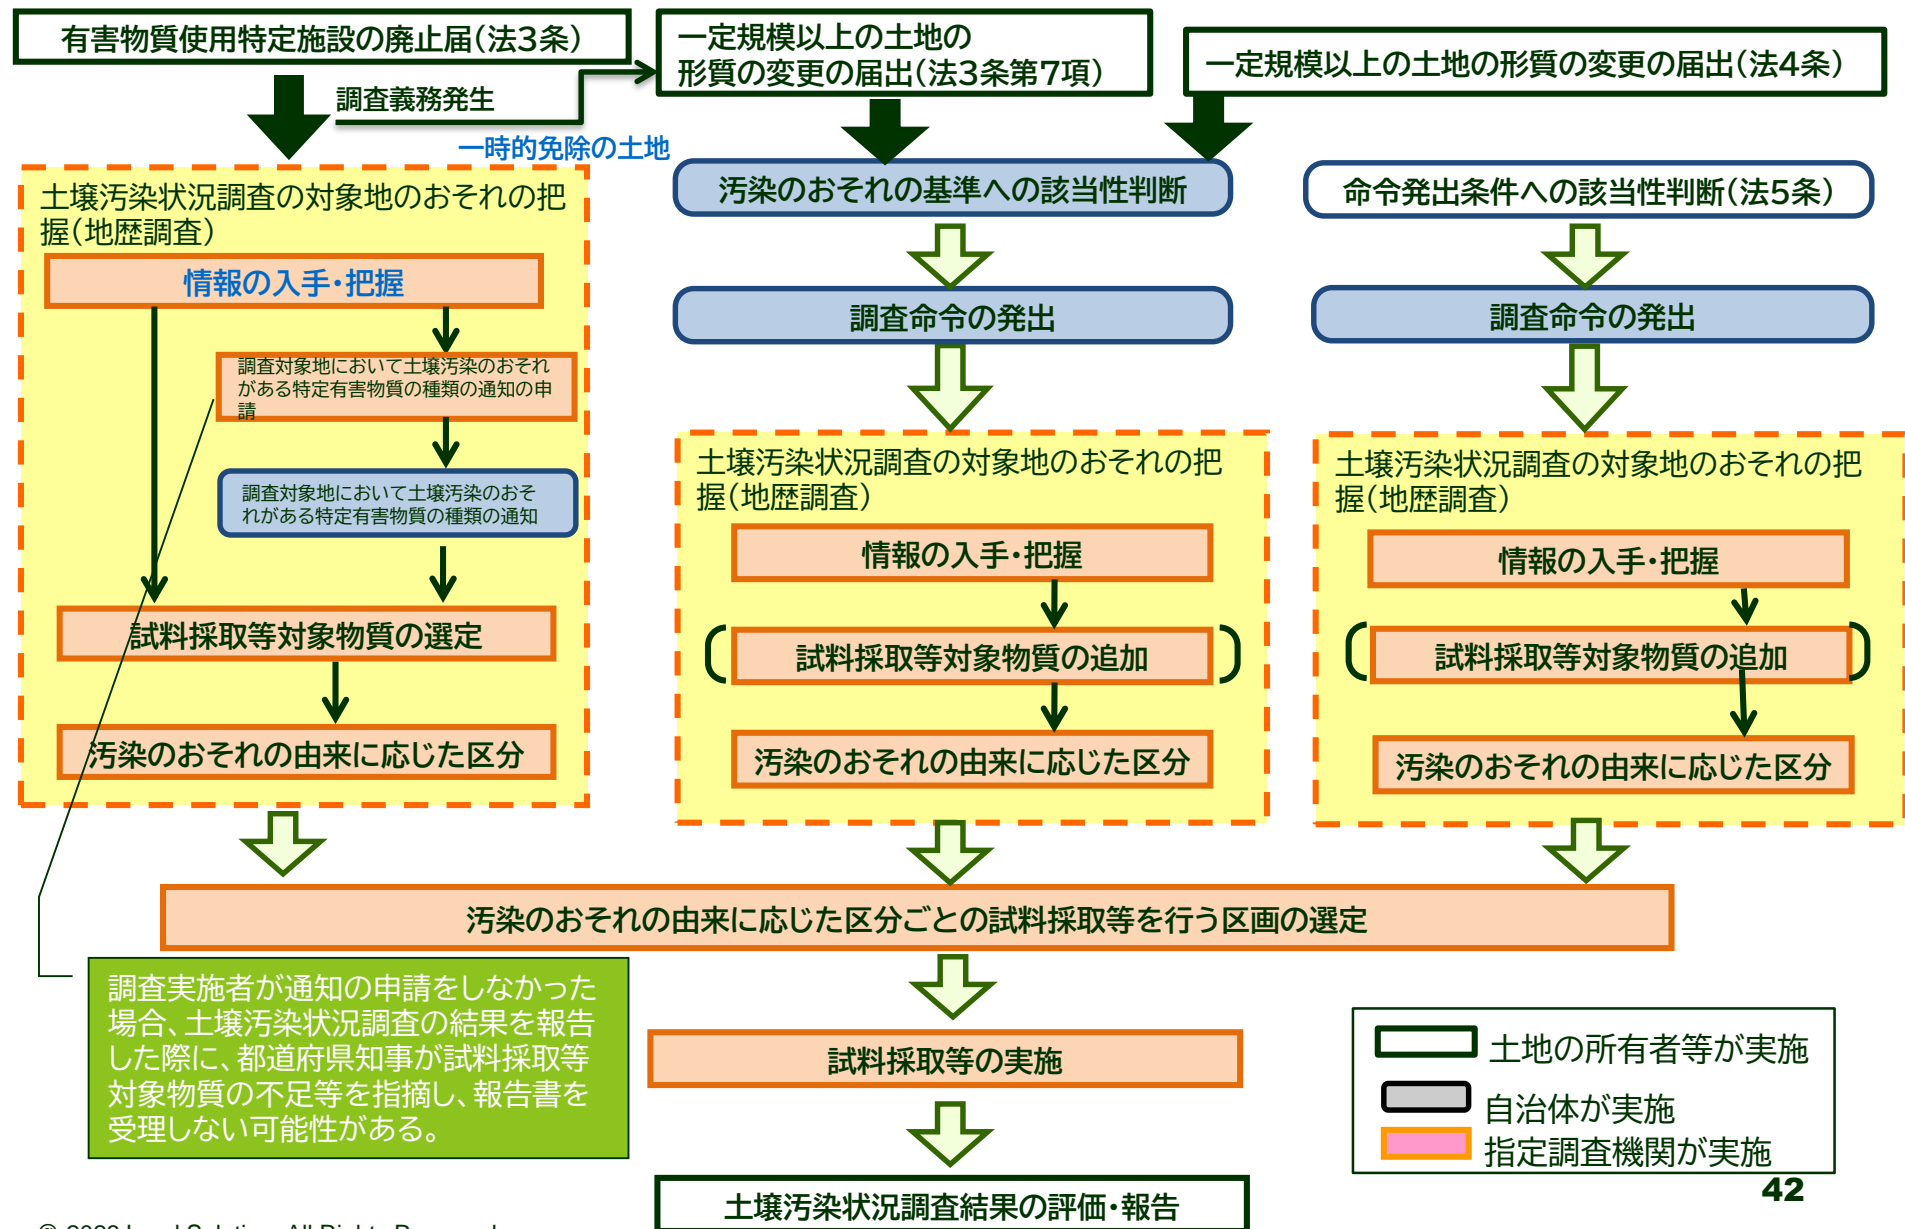 有害物質使用特定施設の廃止届(法3条)
一定規模以上の土地の
形質の変更の届出(法3条第7項)
一定規模以上の土地の形質の変更の届出(法4条)
調査義務発生
一時的免除の土地
土壌汚染状況調査の対象地のおそれの把
握(地歴調査)
情報の入手・把握
調査対象地において土壌汚染のおそれ
がある特定有害物質の種類の通知の申
請
調査対象地において土壌汚染のおそ
れがある特定有害物質の種類の通知
試料採取等対象物質の選定
汚染のおそれの由来に応じた区分
汚染のおそれの基準への該当性判断
調査命令の発出
土壌汚染状況調査の対象地のおそれの把
握(地歴調査)
情報の入手・把握
試料採取等対象物質の追加
汚染のおそれの由来に応じた区分
命令発出条件への該当性判断(法5条)
調査命令の発出
土壌汚染状況調査の対象地のおそれの把
握(地歴調査)
情報の入手・把握
試料採取等対象物質の追加
汚染のおそれの由来に応じた区分
汚染のおそれの由来に応じた区分ごとの試料採取等を行う区画の選定
調査実施者が通知の申請をしなかった
場合、土壌汚染状況調査の結果を報告
した際に、都道府県知事が試料採取等
対象物質の不足等を指摘し、報告書を
受理しない可能性がある。
試料採取等の実施
土壌汚染状況調査結果の評価・報告
土地の所有者等が実施
自治体が実施
指定調査機関が実施
42